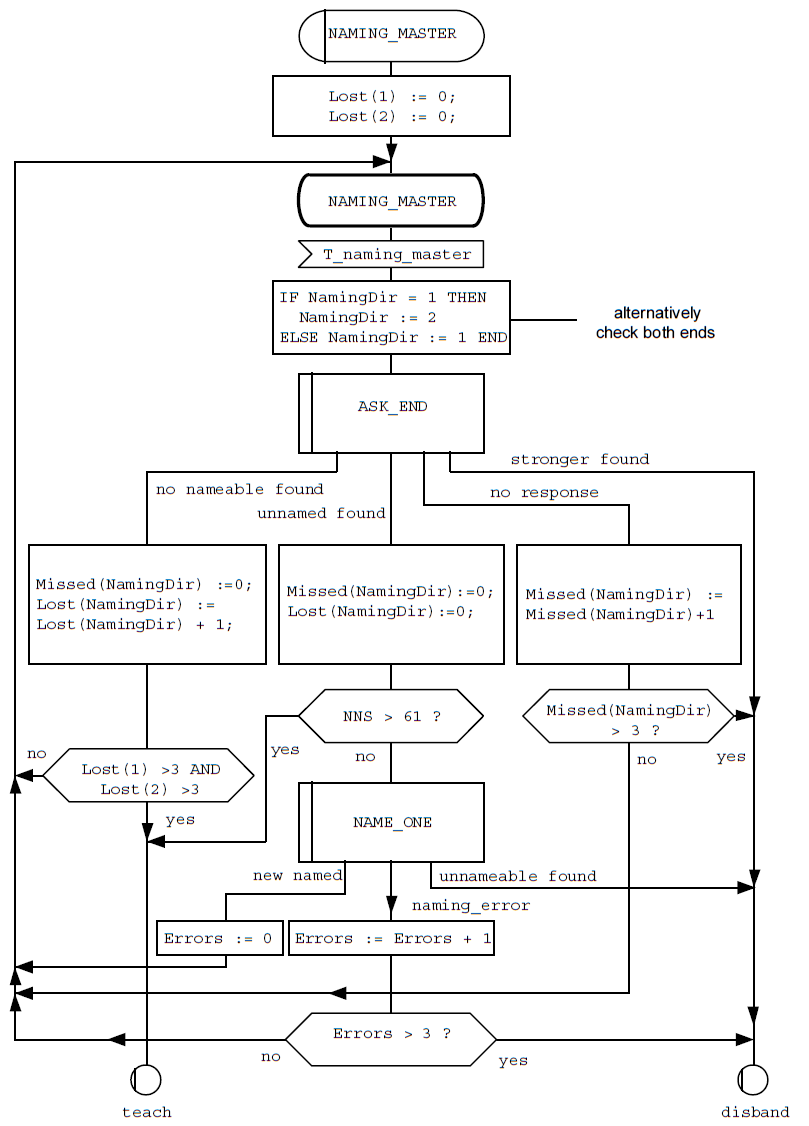 NAMING_MASTER
Lost(1) := 0;
Lost(2) := 0;
NAMING_MASTER
T_naming_master
IF NamingDir = 1 THEN
NamingDir := 2
ELSE NamingDir := 1 END
alternatively
check both ends
ASK_END
stronger found
no nameable found
no response
unnamed found
Missed(NamingDir) :=0;
Lost(NamingDir) :=
Lost(NamingDir) + 1;
Missed(NamingDir):=0;
Lost(NamingDir):=0;
Missed(NamingDir) :=
Missed(NamingDir)+1
NNS > 61 ?
Missed(NamingDir)
> 3 ?
no
yes
no
no
yes
Lost(1) >3 AND
Lost(2) >3
yes
NAME_ONE
new named
unnameable found
naming_error
Errors := 0
Errors := Errors + 1
Errors > 3 ?
no
yes
teach
disband